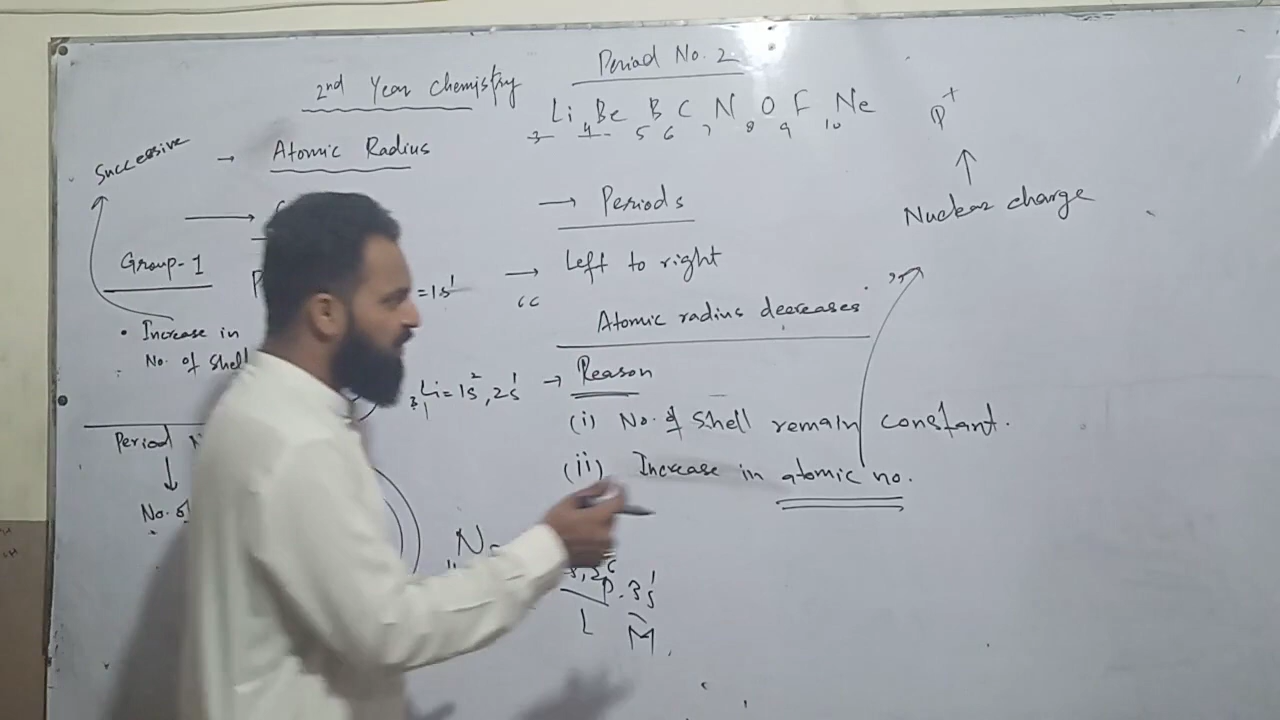 2nd Year Chemistry
Period No. 2
Li Be B C N O F Ne
3 4 5 6 7 8 9 10
Successive → Atomic Radius
P+
Nuclear charge
→ Periods
Group-1
→ Left to right
Atomic radius decreases
=1s¹
• Increase in
No. of Shell
₃Li=1s², 2s¹
→ Reason
(i) No. of Shell remain constant.
(ii) Increase in atomic no.
Period
No. of
3s¹
L
M